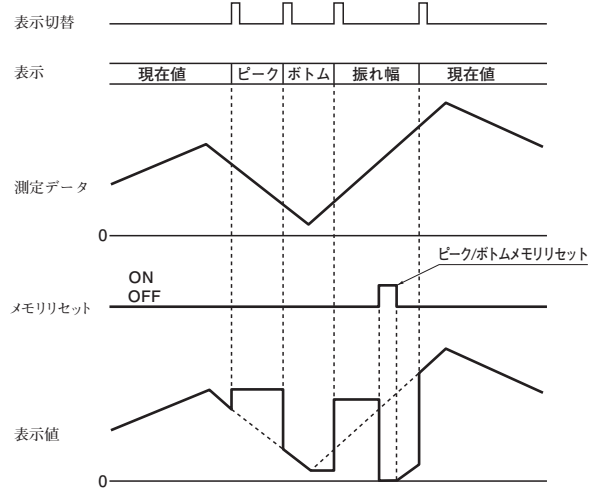 表示切替
表示
現在値
ピーク
ボトム
振れ幅
現在値
測定データ
0
ピーク/ボトムメモリリセット
ON
OFF
メモリリセット
表示値
0